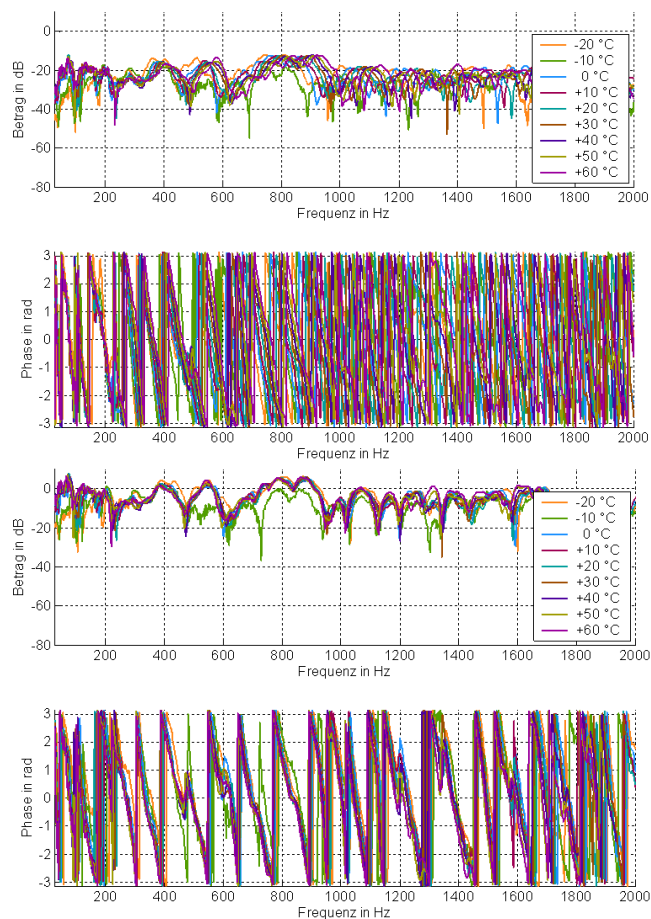 0
-20
-40
-60
-80
Betrag in dB
200 400 600 800 1000 1200 1400 1600 1800 2000
Frequenz in Hz
-20 °C
-10 °C
0 °C
+10 °C
+20 °C
+30 °C
+40 °C
+50 °C
+60 °C
3
2
1
0
-1
-2
-3
Phase in rad
200 400 600 800 1000 1200 1400 1600 1800 2000
Frequenz in Hz
0
-20
-40
-60
-80
Betrag in dB
200 400 600 800 1000 1200 1400 1600 1800 2000
Frequenz in Hz
-20 °C
-10 °C
0 °C
+10 °C
+20 °C
+30 °C
+40 °C
+50 °C
+60 °C
3
2
1
0
-1
-2
-3
Phase in rad
200 400 600 800 1000 1200 1400 1600 1800 2000
Frequenz in Hz